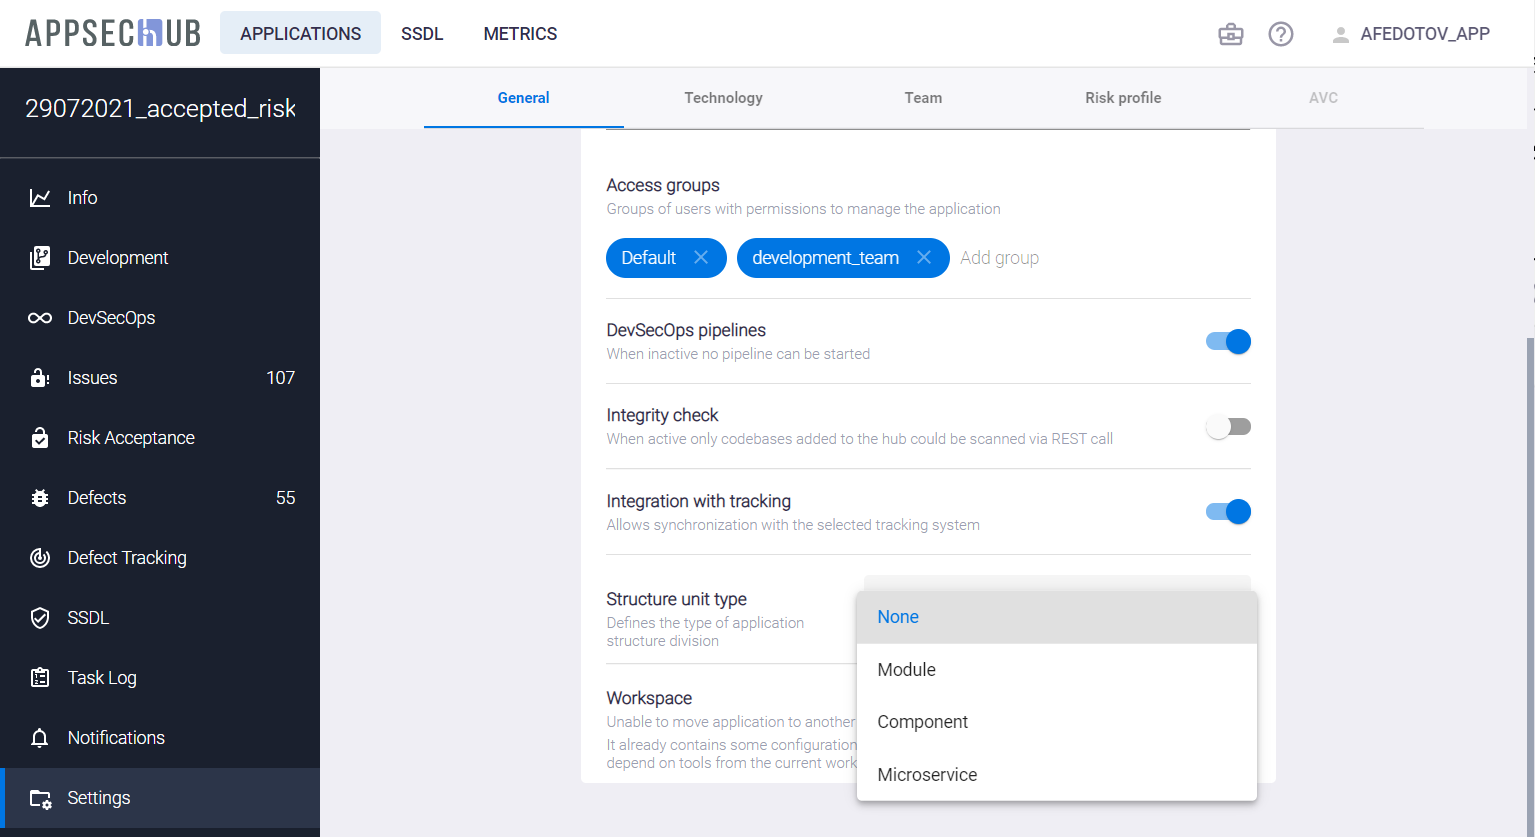 APPSECHUB
APPLICATIONS
SSDL
METRICS
AFEDOTOV_APP
29072021_accepted_risk
Info
Development
DevSecOps
Issues 107
Risk Acceptance
Defects 55
Defect Tracking
SSDL
Task Log
Notifications
Settings
General
Technology
Team
Risk profile
AVC
Access groups
Groups of users with permissions to manage the application
Default
development_team
Add group
DevSecOps pipelines
When inactive no pipeline can be started
Integrity check
When active only codebases added to the hub could be scanned via REST call
Integration with tracking
Allows synchronization with the selected tracking system
Structure unit type
Defines the type of application
structure division
None
Module
Component
Microservice
Workspace
Unable to move application to another
It already contains some configuration
depend on tools from the current work